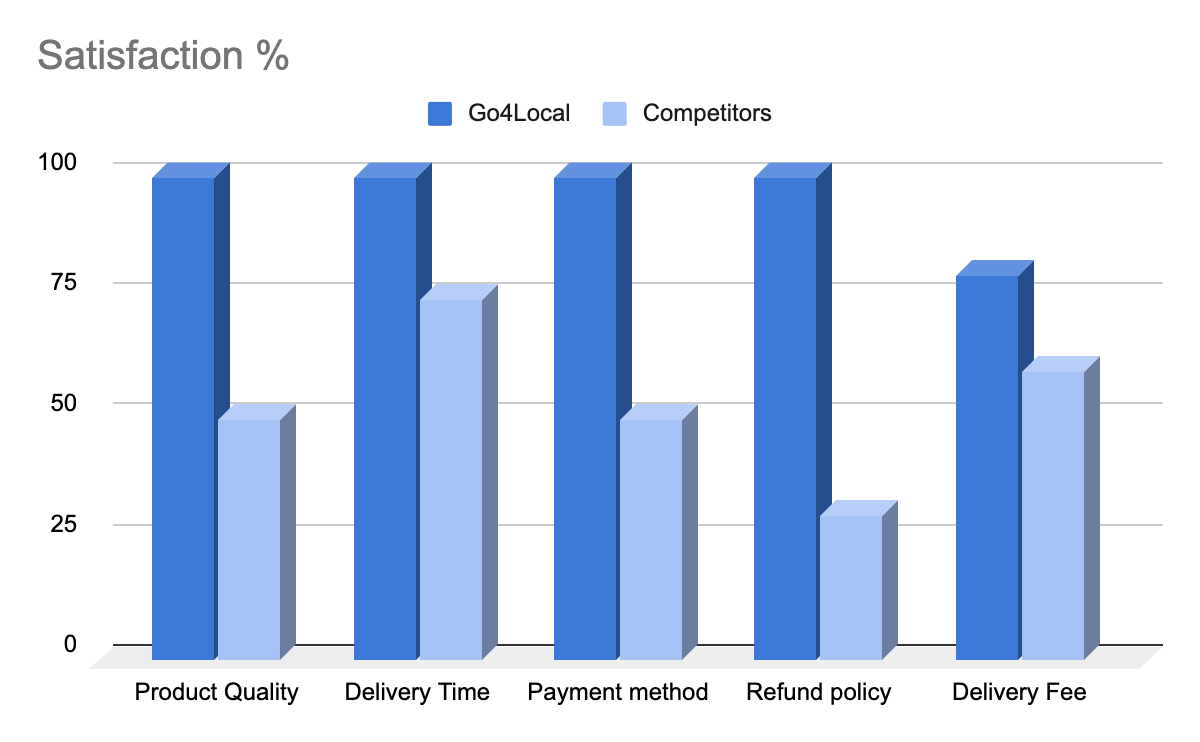 Satisfaction %
Go4Local Competitors
100
75
50
25
0
Product Quality Delivery Time Payment method Refund policy Delivery Fee